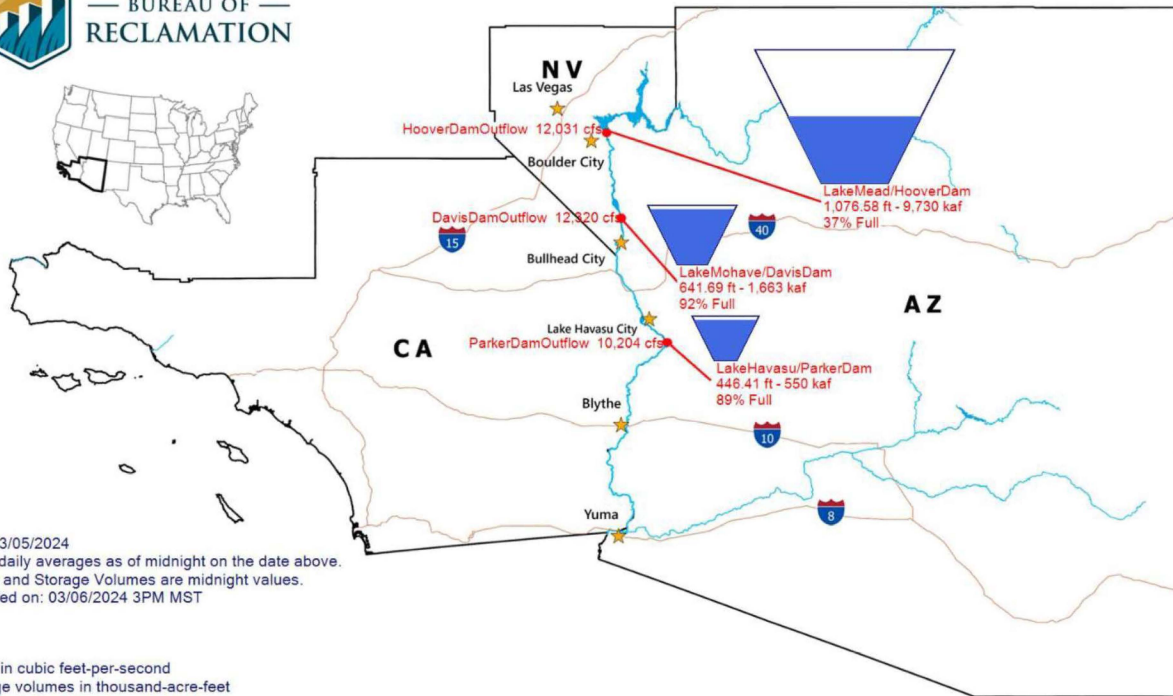 BUREAU OF
RECLAMATION
NV
Las Vegas
HooverDamOutflow 12,031 cfs
Boulder City
LakeMead/HooverDam
1,076.58 ft - 9,730 kaf
37% Full
DavisDamOutflow 12,320 cfs
15
40
Bullhead City
LakeMohave/DavisDam
641.69 ft - 1,663 kaf
92% Full
AZ
Lake Havasu City
CA
ParkerDamOutflow 10,204 cfs
LakeHavasu/ParkerDam
446.41 ft - 550 kaf
89% Full
Blythe
10
Yuma
8
3/05/2024
daily averages as of midnight on the date above.
and Storage Volumes are midnight values.
ed on: 03/06/2024 3PM MST
in cubic feet-per-second
ge volumes in thousand-acre-feet